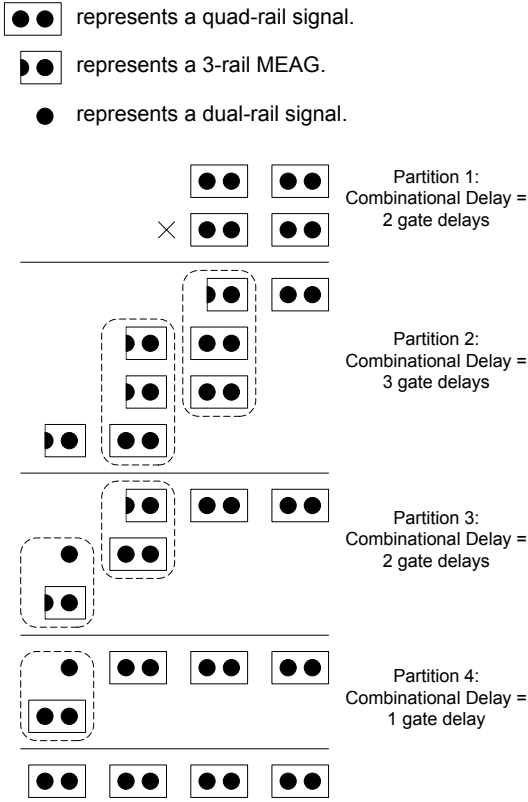 represents a quad-rail signal.
represents a 3-rail MEAG.
represents a dual-rail signal.
Partition 1:
Combinational Delay =
2 gate delays
Partition 2:
Combinational Delay =
3 gate delays
Partition 3:
Combinational Delay =
2 gate delays
Partition 4:
Combinational Delay =
1 gate delay